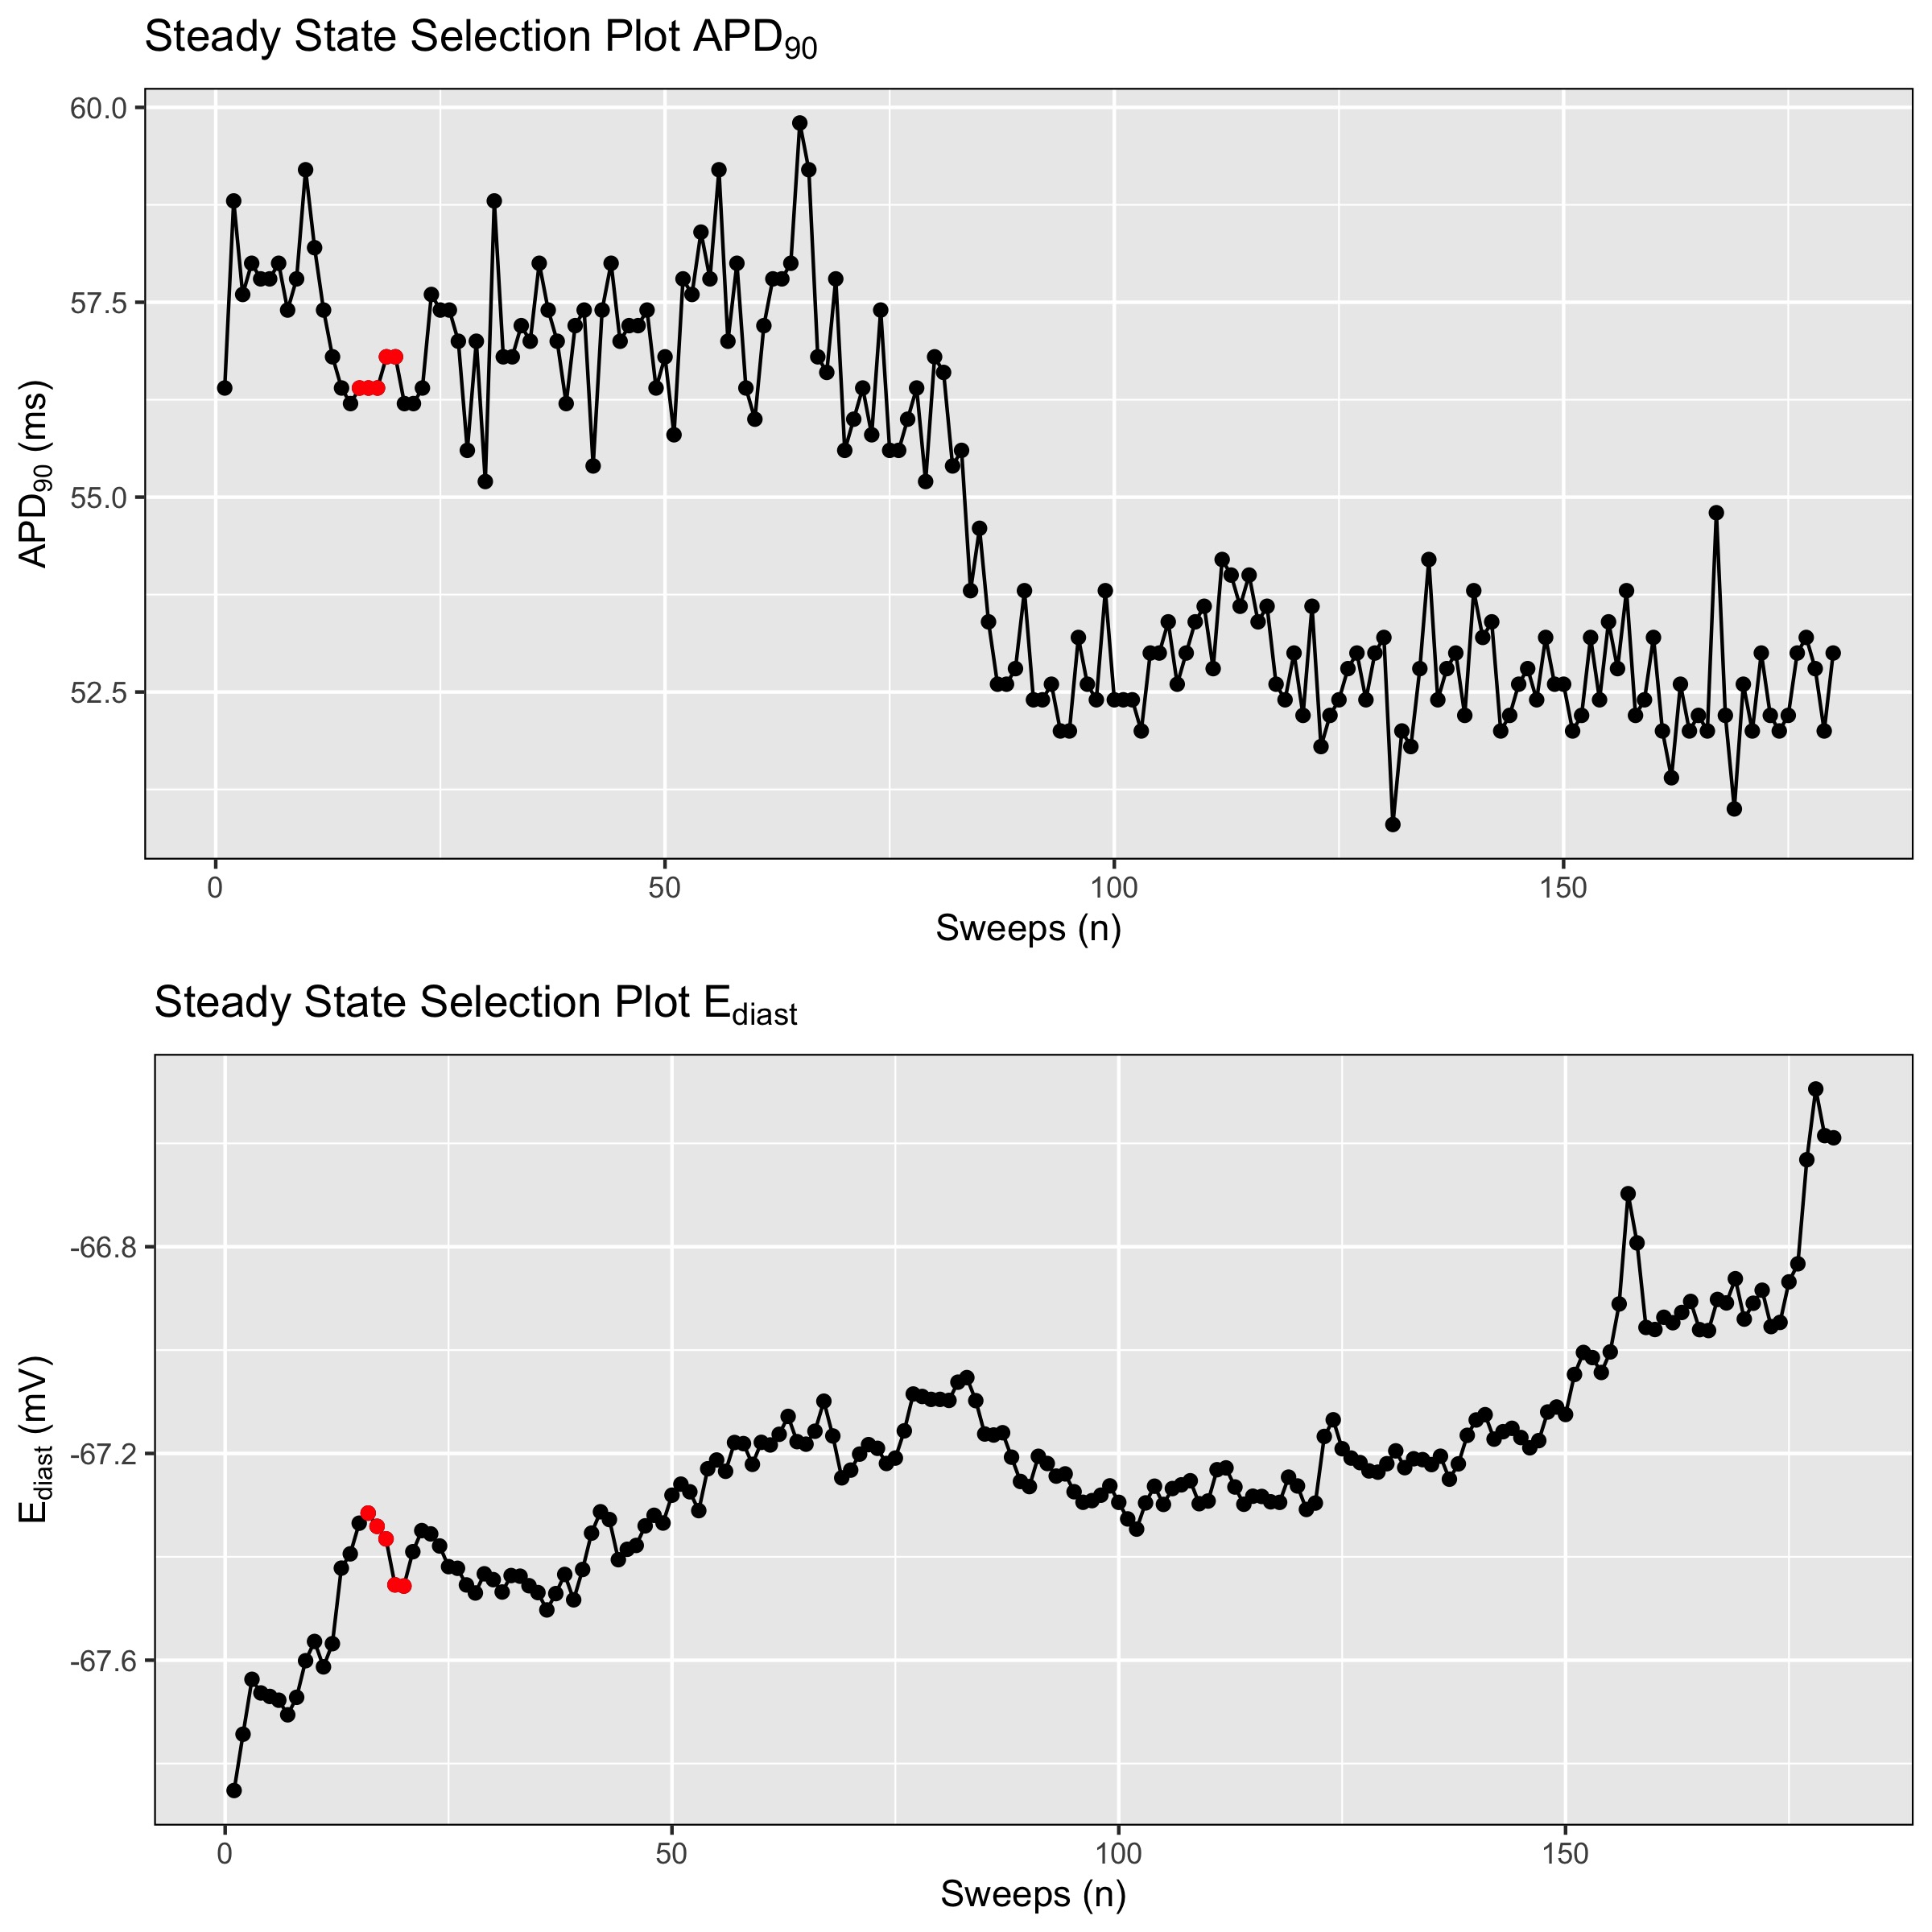 Steady State Selection Plot APD90
60.0
57.5
55.0
52.5
APD90 (ms)
0 50 100 150
Sweeps (n)
Steady State Selection Plot Ediast
-66.8
-67.2
-67.6
Ediast (mV)
0 50 100 150
Sweeps (n)